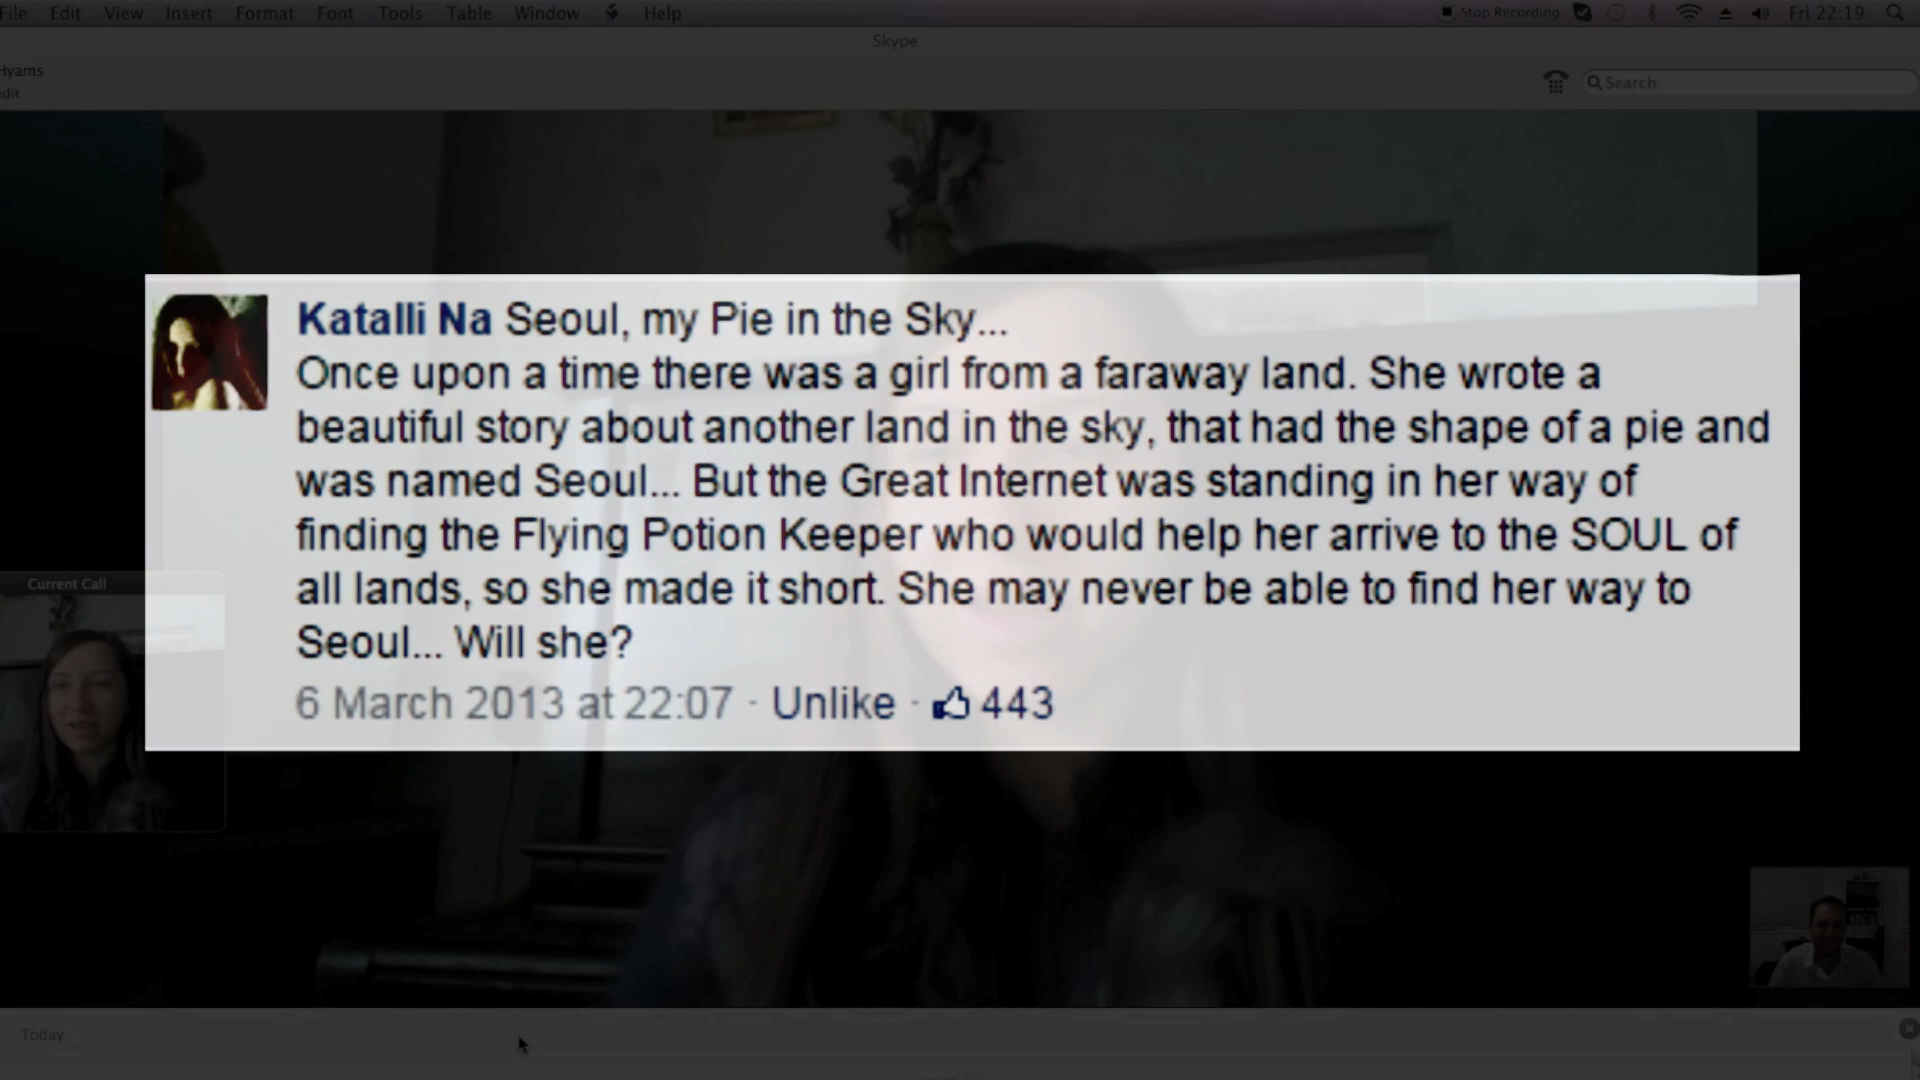 File Edit View Insert Format Font Tools Table Window Help Stop Recording Fri 22:19
Skype
Hyams
edit
Search
Katalli Na Seoul, my Pie in the Sky...
Once upon a time there was a girl from a faraway land. She wrote a
beautiful story about another land in the sky, that had the shape of a pie and
was named Seoul... But the Great Internet was standing in her way of
finding the Flying Potion Keeper who would help her arrive to the SOUL of
all lands, so she made it short. She may never be able to find her way to
Seoul... Will she?
6 March 2013 at 22:07 · Unlike · 443
Current Call
Today